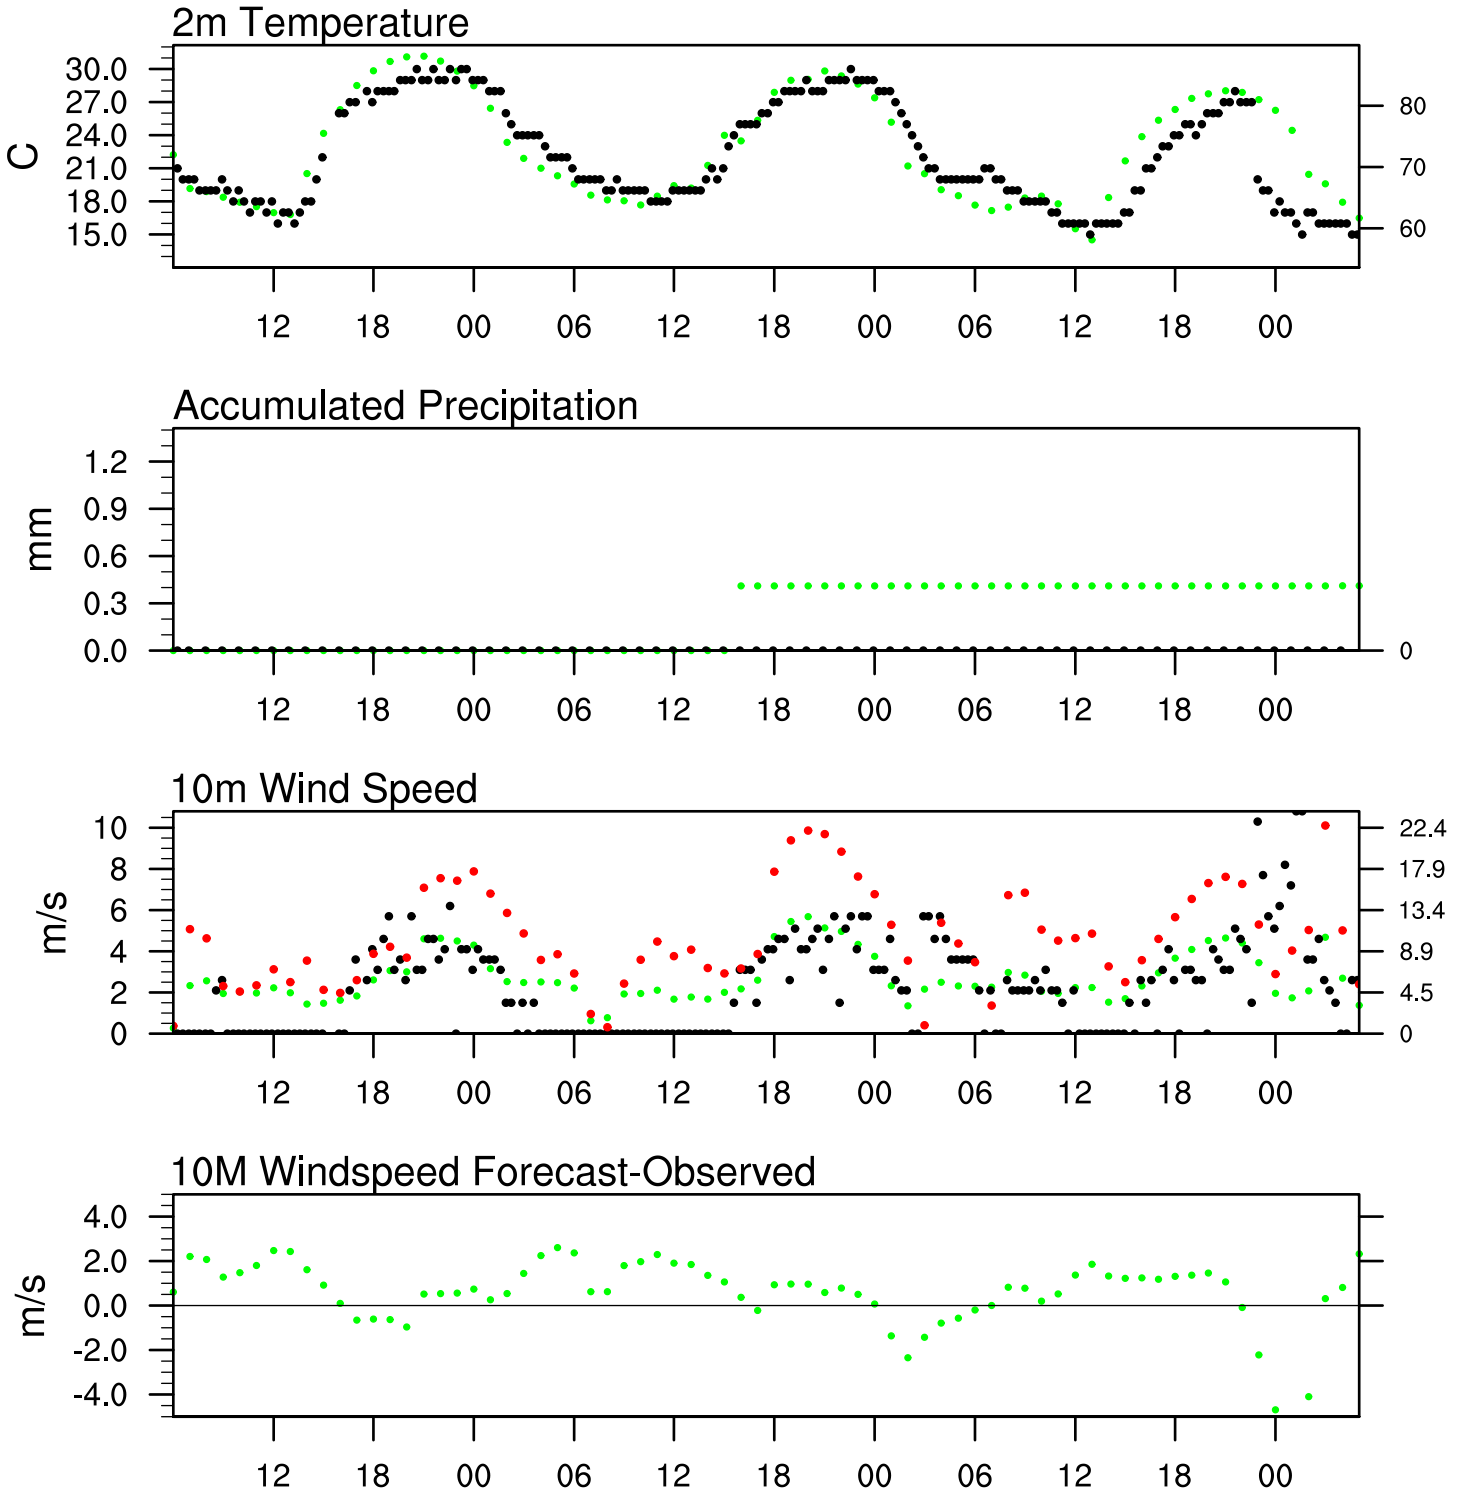 2m Temperature
30.0
27.0
24.0
21.0
18.0
15.0
C
80
70
60
12 18 00 06 12 18 00 06 12 18 00
Accumulated Precipitation
1.2
0.9
0.6
0.3
0.0
mm
0
12 18 00 06 12 18 00 06 12 18 00
10m Wind Speed
10
8
6
4
2
0
m/s
22.4
17.9
13.4
8.9
4.5
0
12 18 00 06 12 18 00 06 12 18 00
10M Windspeed Forecast-Observed
4.0
2.0
0.0
-2.0
-4.0
m/s
12 18 00 06 12 18 00 06 12 18 00